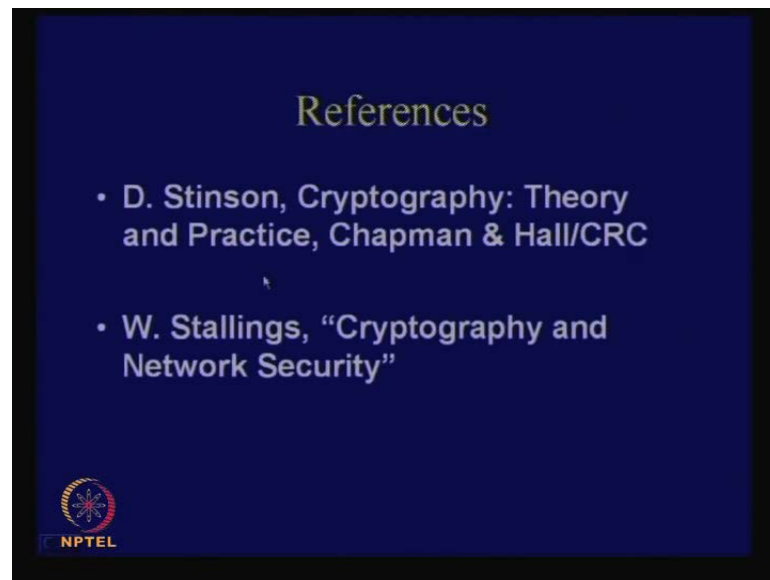 References
• D. Stinson, Cryptography: Theory
and Practice, Chapman & Hall/CRC
• W. Stallings, “Cryptography and
Network Security”
NPTEL